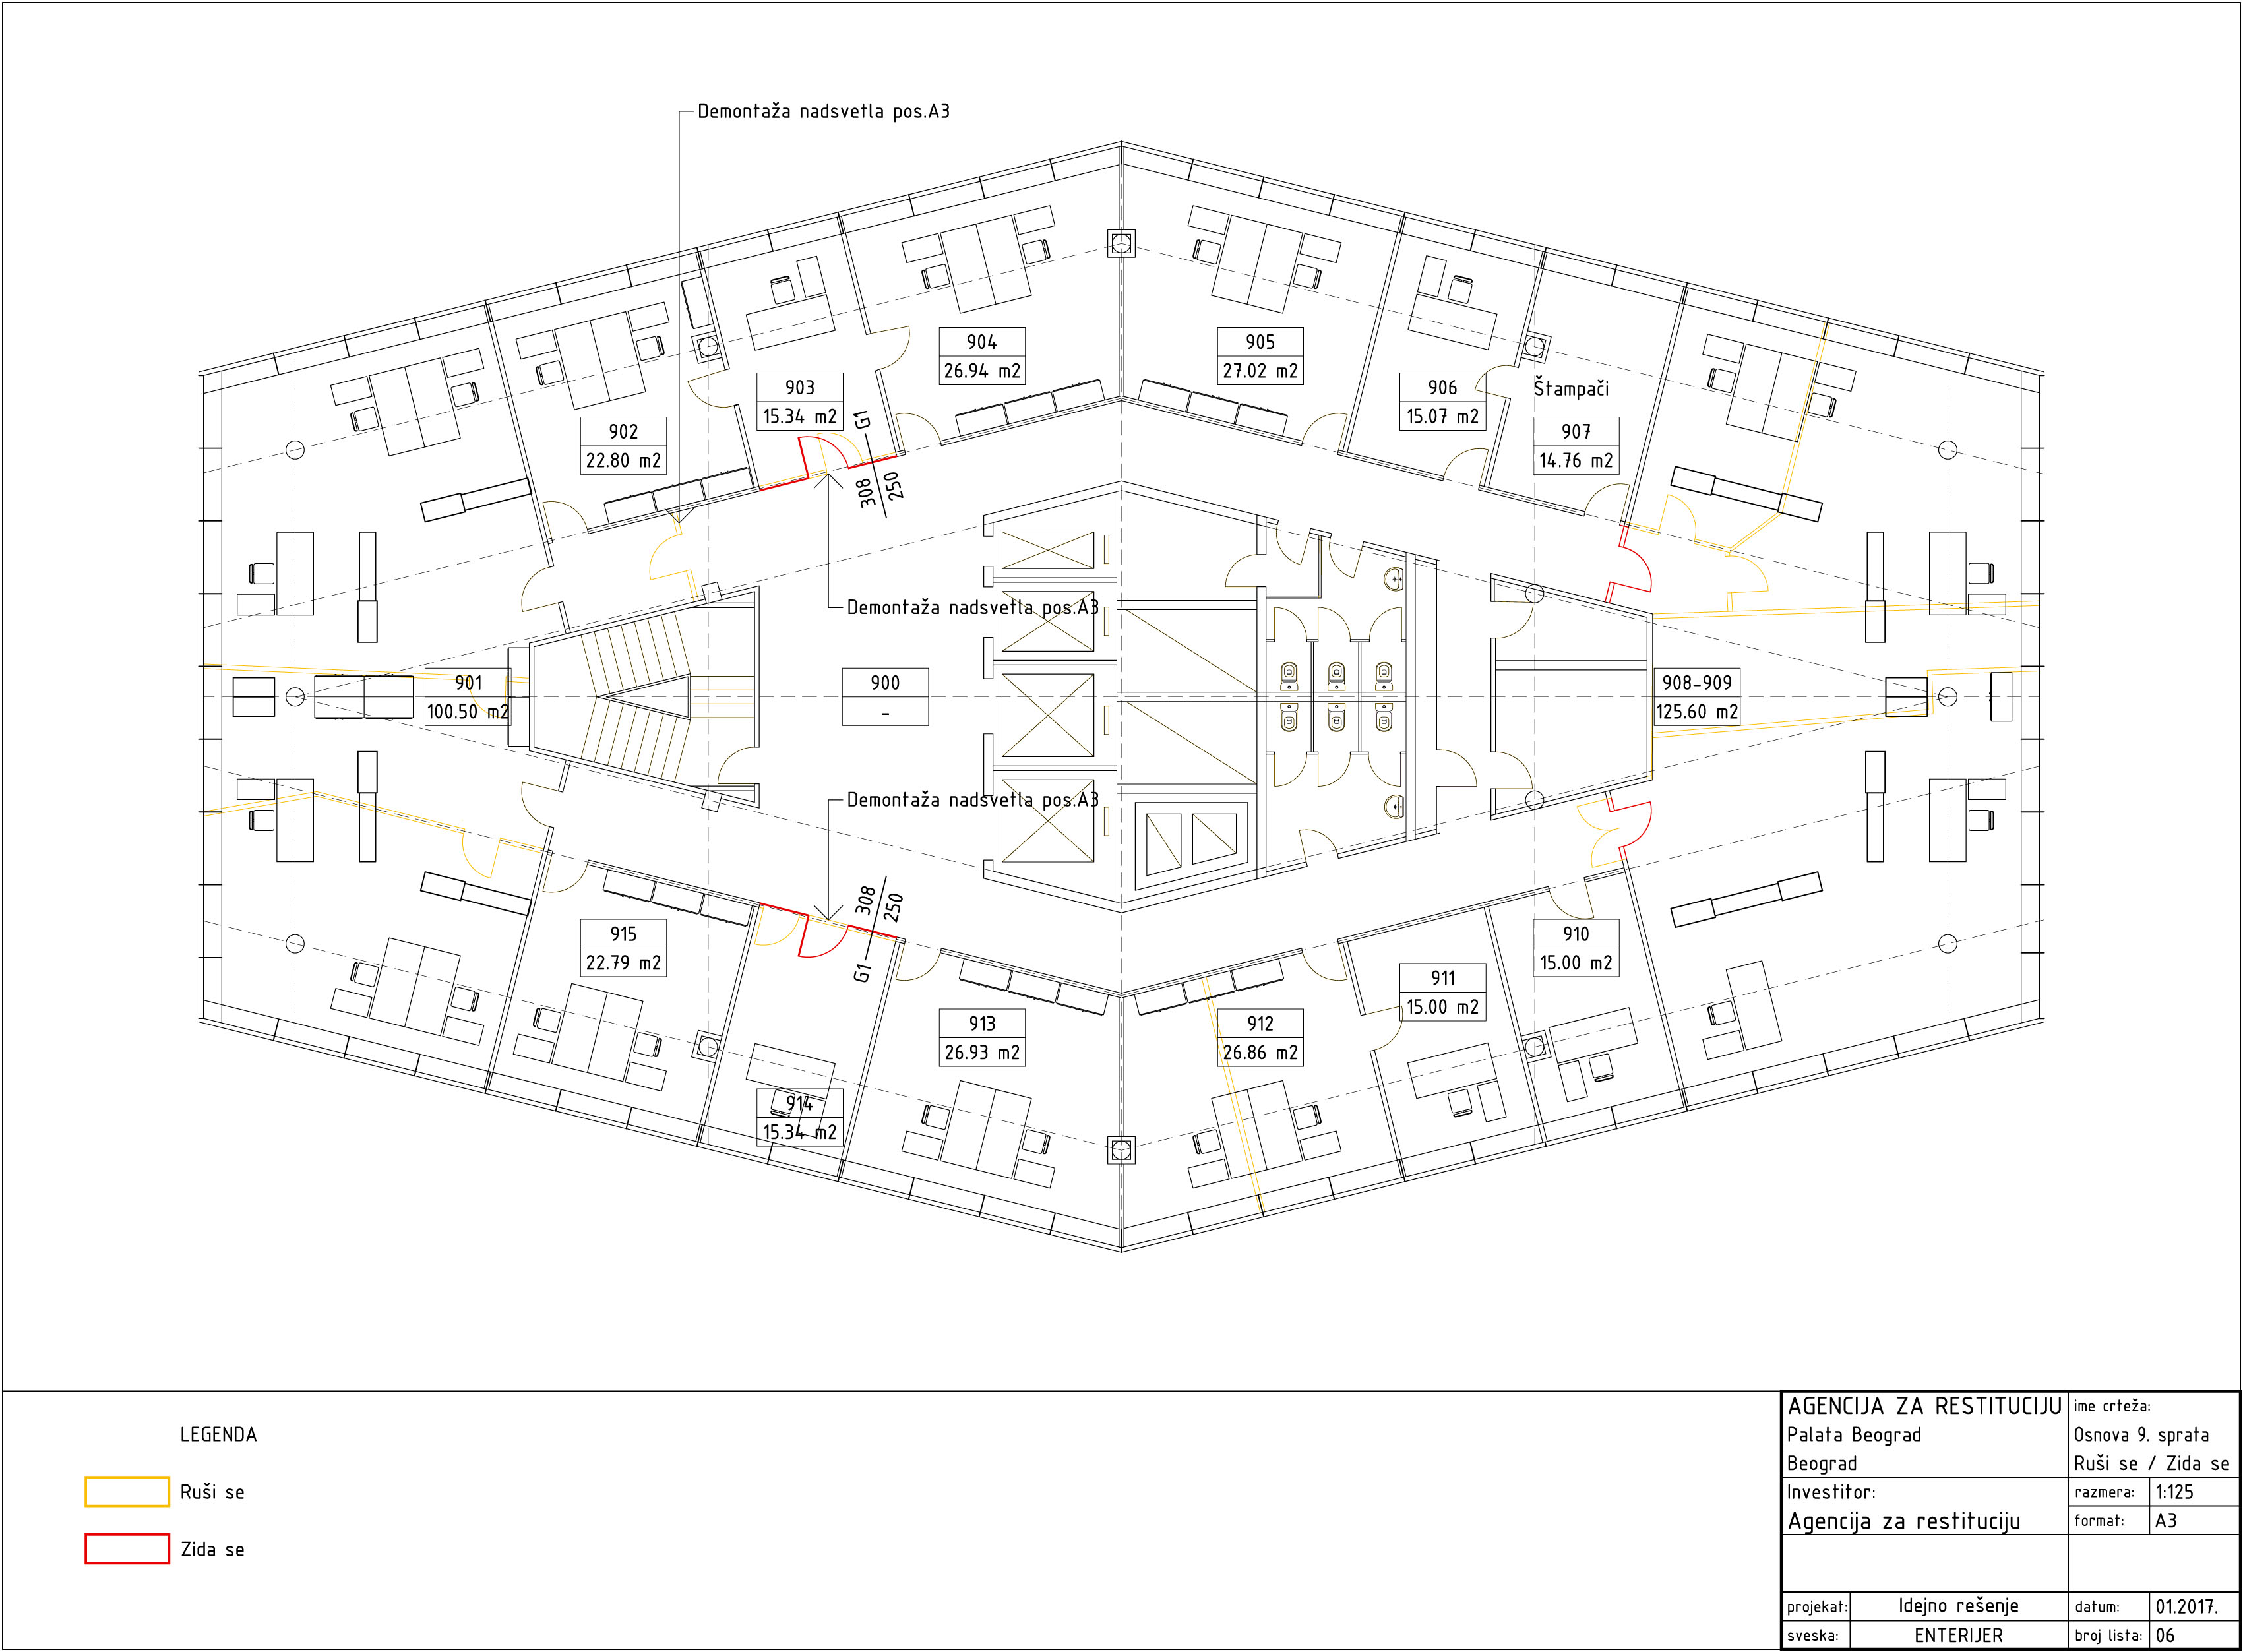 Demontaža nadsvetla pos.A3
904
26.94 m2
905
27.02 m2
903
15.34 m2
906
15.07 m2
Štampači
902
22.80 m2
907
14.76 m2
G1
308
250
Demontaža nadsvetla pos.A3
901
100.50 m2
900
-
908-909
125.60 m2
Demontaža nadsvetla pos.A3
308
250
G1
915
22.79 m2
910
15.00 m2
911
15.00 m2
913
26.93 m2
912
26.86 m2
914
15.34 m2
LEGENDA
Ruši se
Zida se
AGENCIJA ZA RESTITUCIJU
Palata Beograd
Beograd
ime crteža:
Osnova 9. sprata
Ruši se / Zida se
Investitor:
Agencija za restituciju
razmera: 1:125
format: A3
projekat: Idejno rešenje
datum: 01.2017.
sveska: ENTERIJER
broj lista: 06